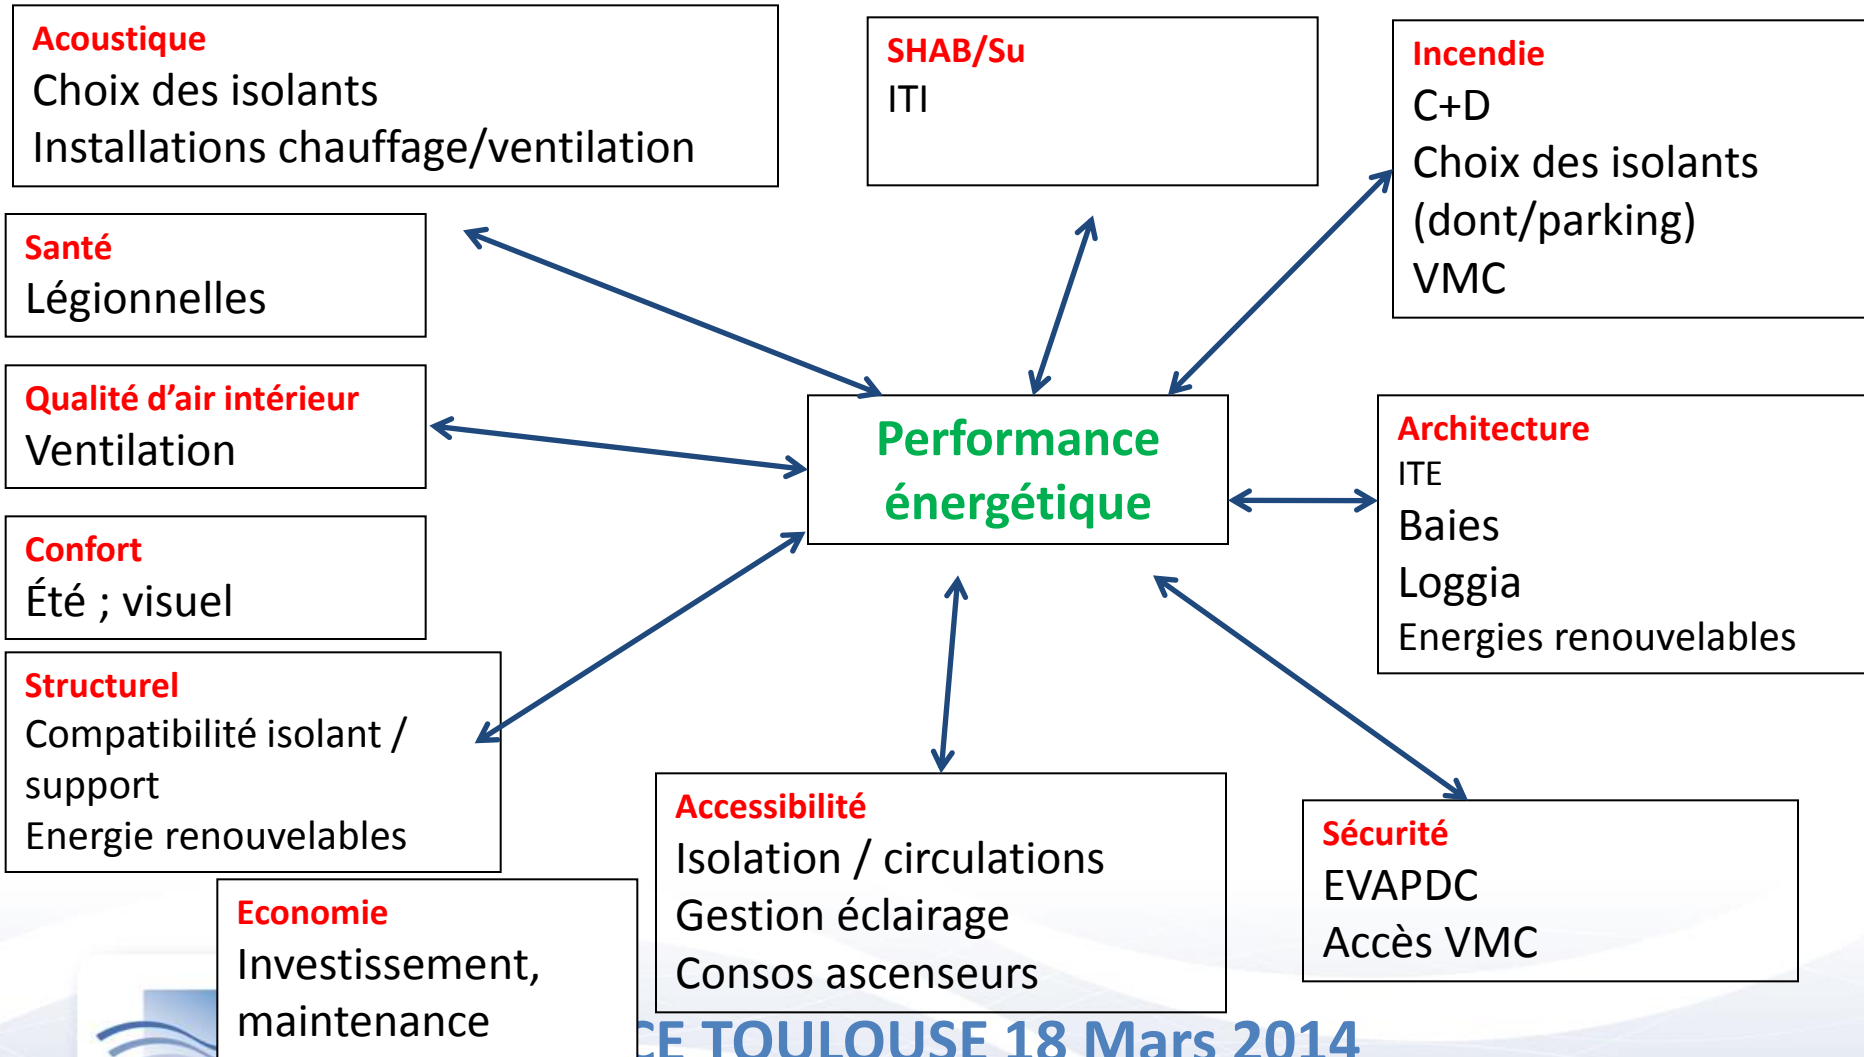 Acoustique
Choix des isolants
Installations chauffage/ventilation
SHAB/Su
ITI
Incendie
C+D
Choix des isolants
(dont/parking)
VMC
Santé
Légionnelles
Qualité d’air intérieur
Ventilation
Performance
énergétique
Architecture
ITE
Baies
Loggia
Energies renouvelables
Confort
Été ; visuel
Structurel
Compatibilité isolant /
support
Energie renouvelables
Accessibilité
Isolation / circulations
Gestion éclairage
Consos ascenseurs
Sécurité
EVAPDC
Accès VMC
Economie
Investissement,
maintenance
TOULOUSE 18 Mars 2014